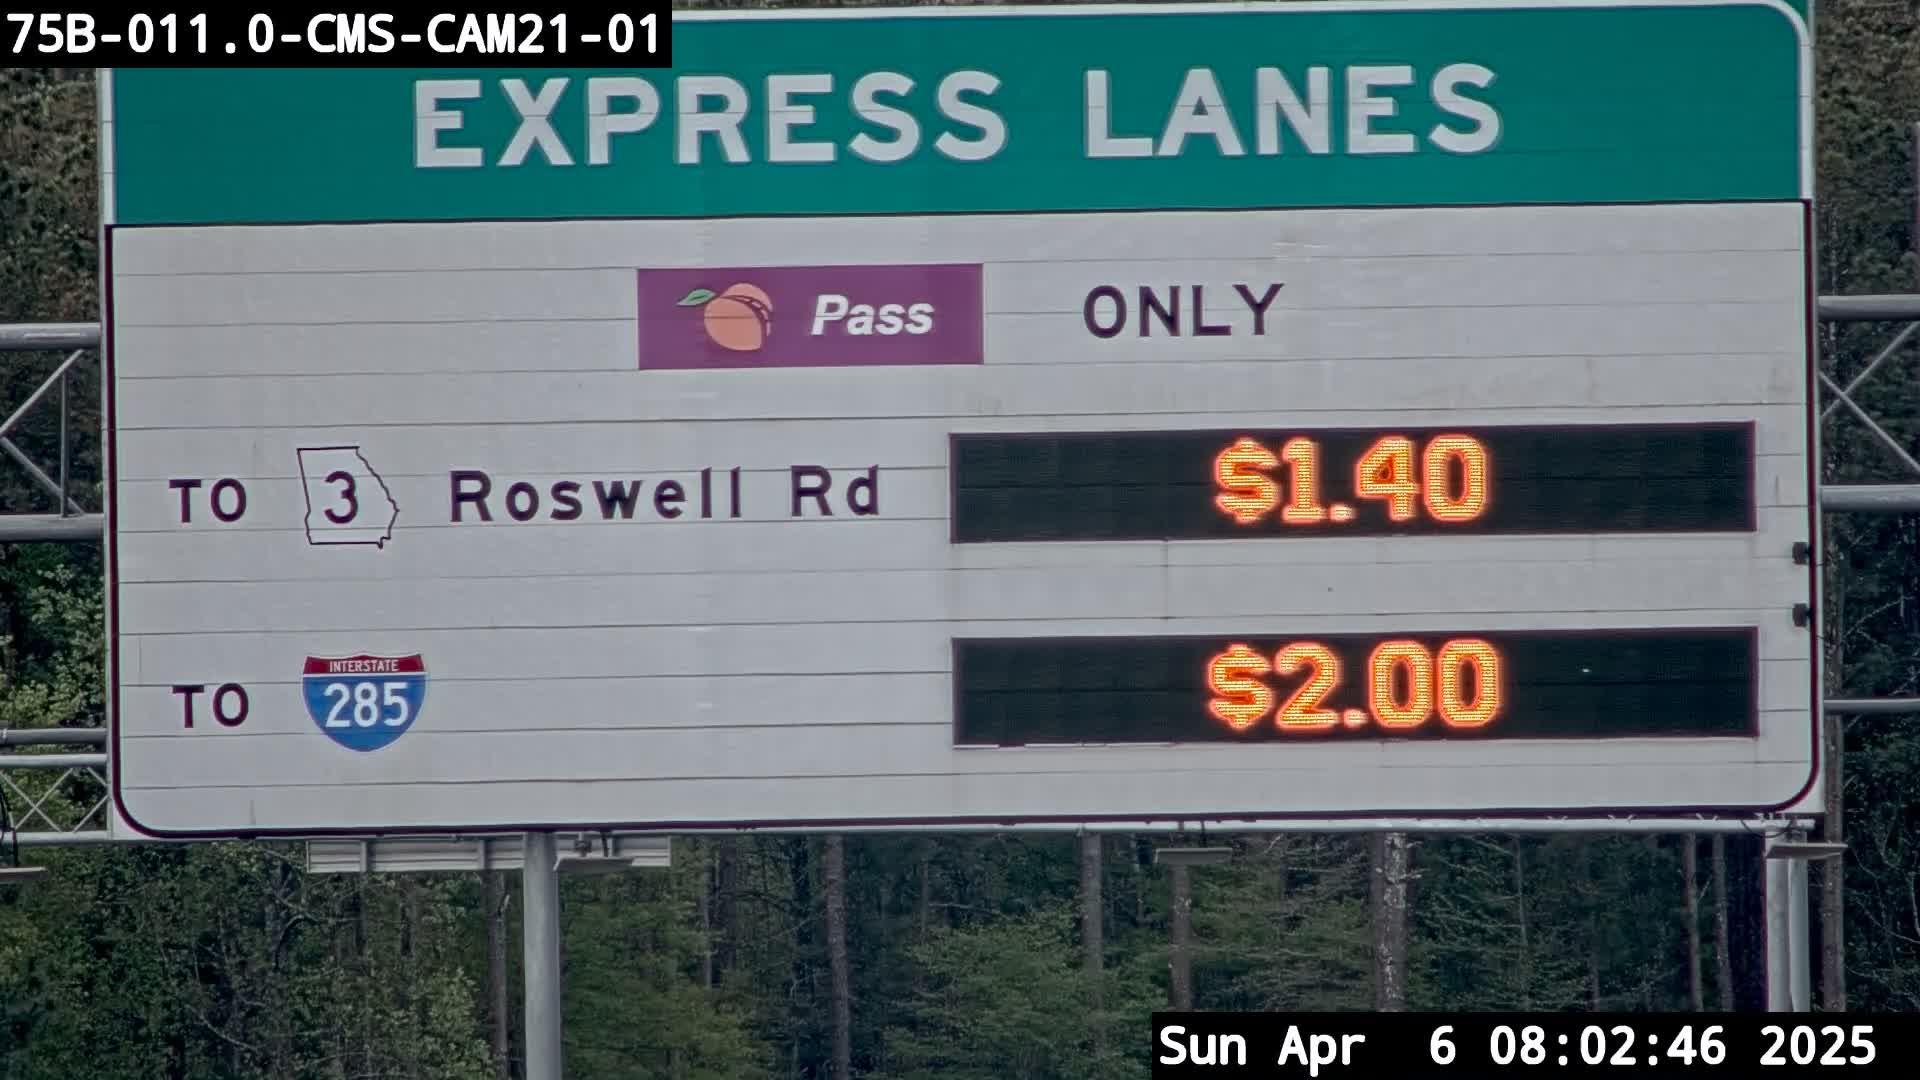 75B-011.0-CMS-CAM21-01
EXPRESS LANES
Pass ONLY
TO 3 Roswell Rd $1.40
TO INTERSTATE 285 $2.00
Sun Apr 6 08:02:46 2025